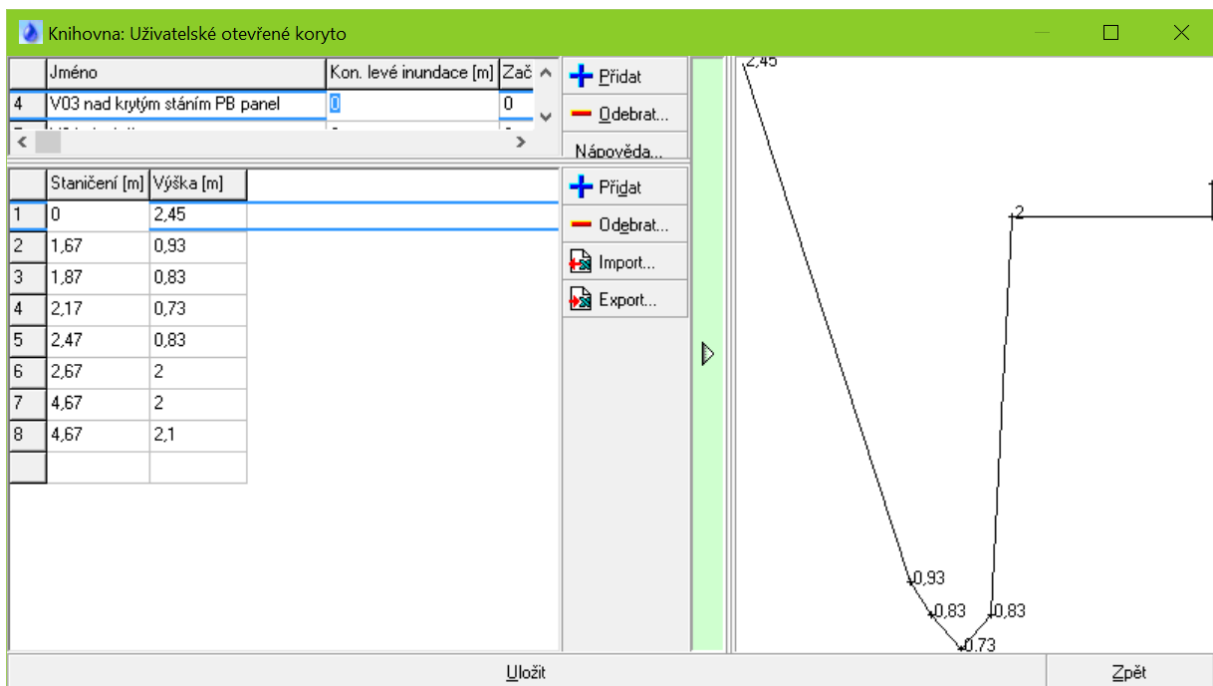 Knihovna: Uživatelské otevřené koryto
Jméno Kon. levé inundace [m] Zač
4 V03 nad krytým stáním PB panel 0 0
Přidat
Odebrat...
Nápověda...
Staničení [m] Výška [m]
1 0 2,45
2 1,67 0,93
3 1,87 0,83
4 2,17 0,73
5 2,47 0,83
6 2,67 2
7 4,67 2
8 4,67 2,1
Přidat
Odebrat...
Import...
Export...
2,45
2
0,93
0,83 0,83
0.73
Uložit Zpět